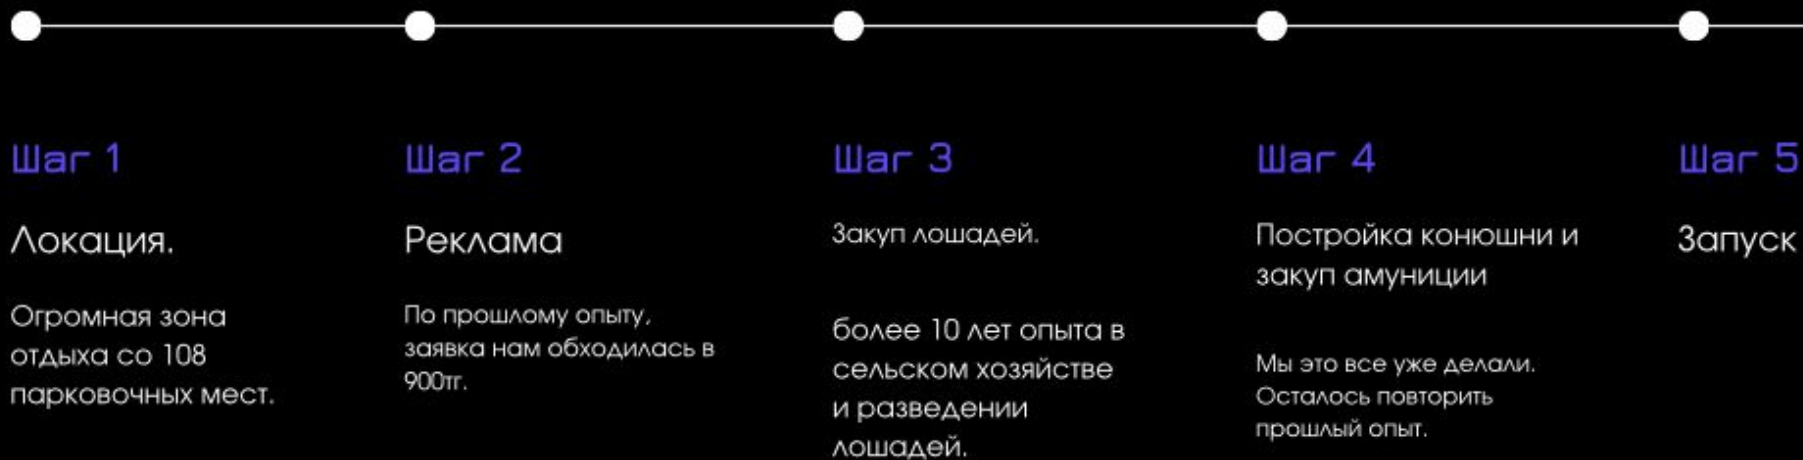 Шаг 1
Локация.
Огромная зона
отдыха со 108
парковочных мест.
Шаг 2
Реклама
По прошлому опыту,
заявка нам обходилась в
900тг.
Шаг 3
Закуп лошадей.
более 10 лет опыта в
сельском хозяйстве
и разведении
лошадей.
Шаг 4
Постройка конюшни и
закуп амуниции
Мы это все уже делали.
Осталось повторить
прошлый опыт.
Шаг 5
Запуск